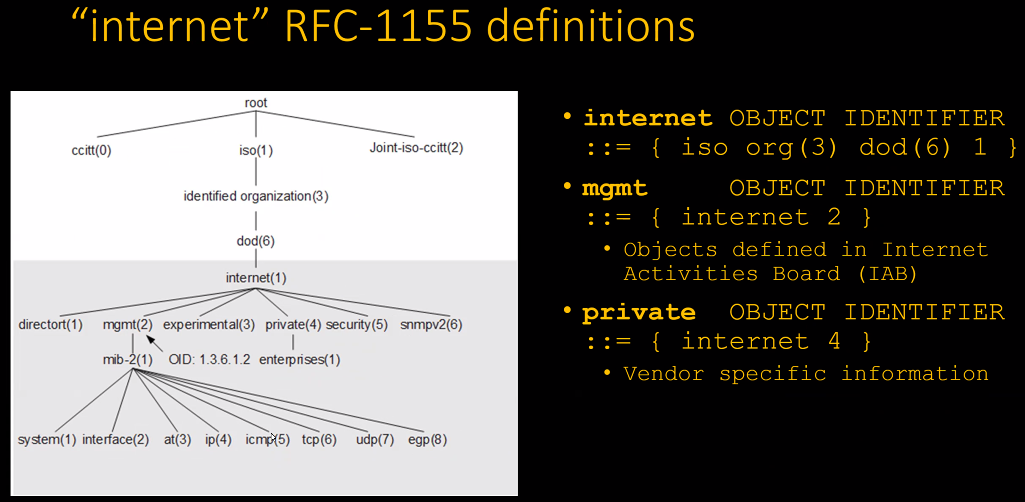 “internet” RFC-1155 definitions
root
ccitt(0) iso(1) Joint-iso-ccitt(2)
identified organization(3)
dod(6)
internet(1)
directort(1) mgmt(2) experimental(3) private(4) security(5) snmpv2(6)
mib-2(1) OID: 1.3.6.1.2 enterprises(1)
system(1) interface(2) at(3) ip(4) icmp(5) tcp(6) udp(7) egp(8)
• internet OBJECT IDENTIFIER
::= { iso org(3) dod(6) 1 }
• mgmt OBJECT IDENTIFIER
::= { internet 2 }
• Objects defined in Internet
Activities Board (IAB)
• private OBJECT IDENTIFIER
::= { internet 4 }
• Vendor specific information